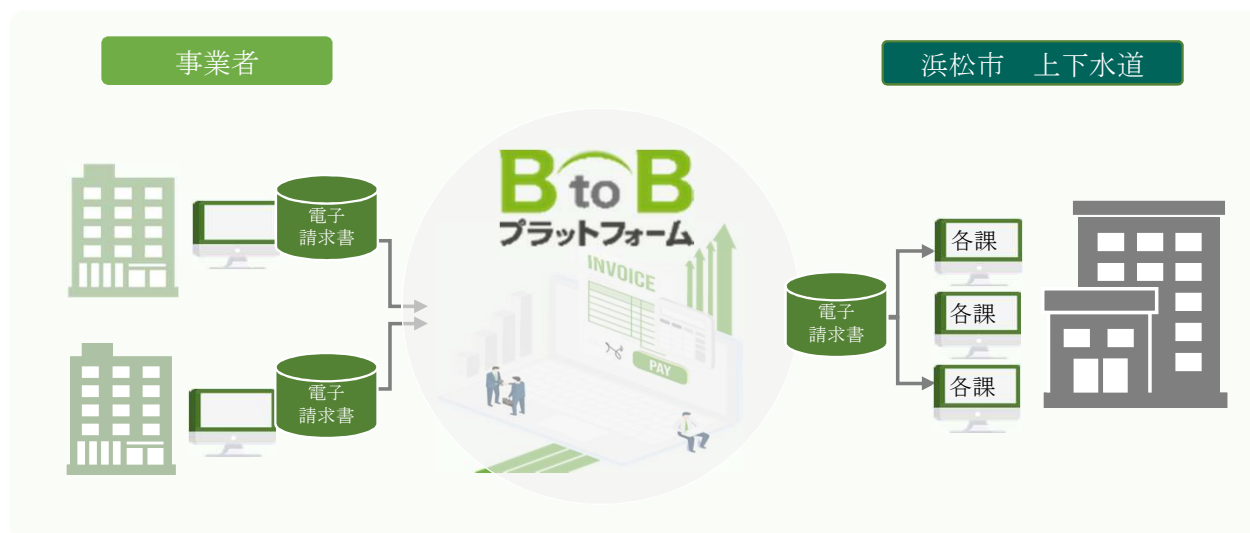 事業者
浜松市　上下水道
BtoB
プラットフォーム
電子
請求書
電子
請求書
INVOICE
PAY
電子
請求書
各課
各課
各課